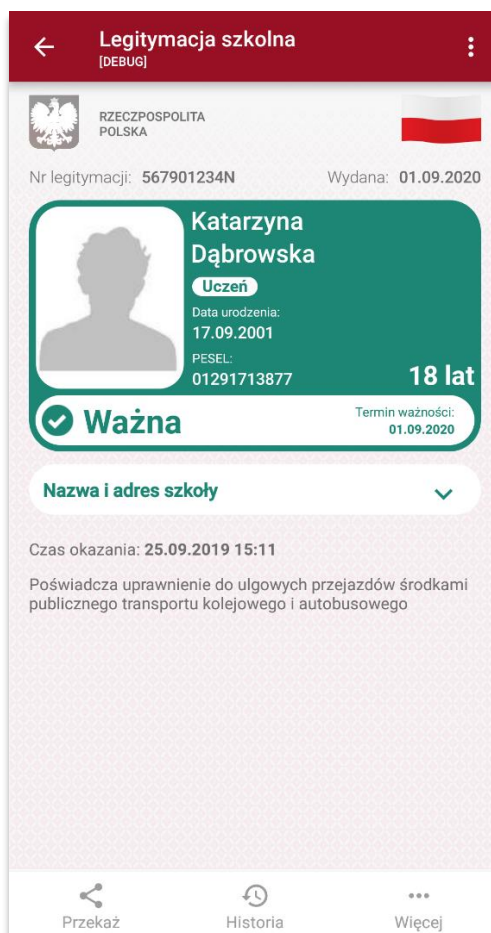 Legitymacja szkolna
[DEBUG]
RZECZPOSPOLITA
POLSKA
Nr legitymacji: 567901234N Wydana: 01.09.2020
Katarzyna
Dąbrowska
Uczeń
Data urodzenia:
17.09.2001
PESEL:
01291713877 18 lat
Ważna Termin ważności:
01.09.2020
Nazwa i adres szkoły
Czas okazania: 25.09.2019 15:11
Poświadcza uprawnienie do ulgowych przejazdów środkami
publicznego transportu kolejowego i autobusowego
Przekaż Historia Więcej